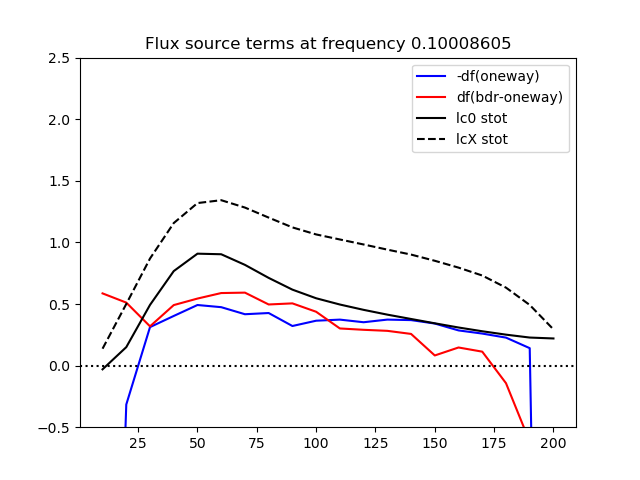 Flux source terms at frequency 0.10008605
2.5
2.0
1.5
1.0
0.5
0.0
−0.5
-df(oneway)
df(bdr-oneway)
lc0 stot
lcX stot
25 50 75 100 125 150 175 200